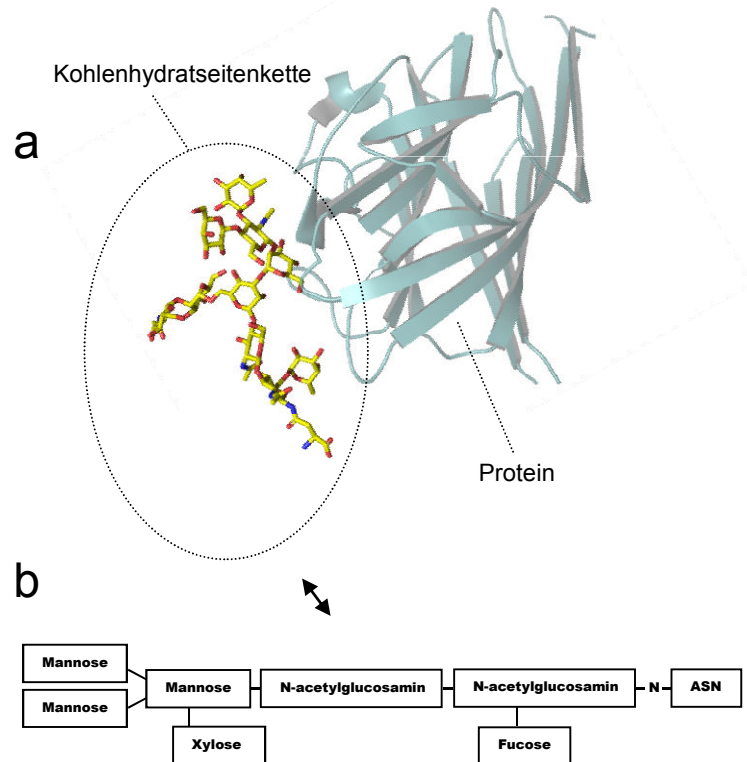 Kohlenhydratseitenkette
a
Protein
b
Mannose
Mannose
Mannose
N-acetylglucosamin
N-acetylglucosamin
N
ASN
Xylose
Fucose